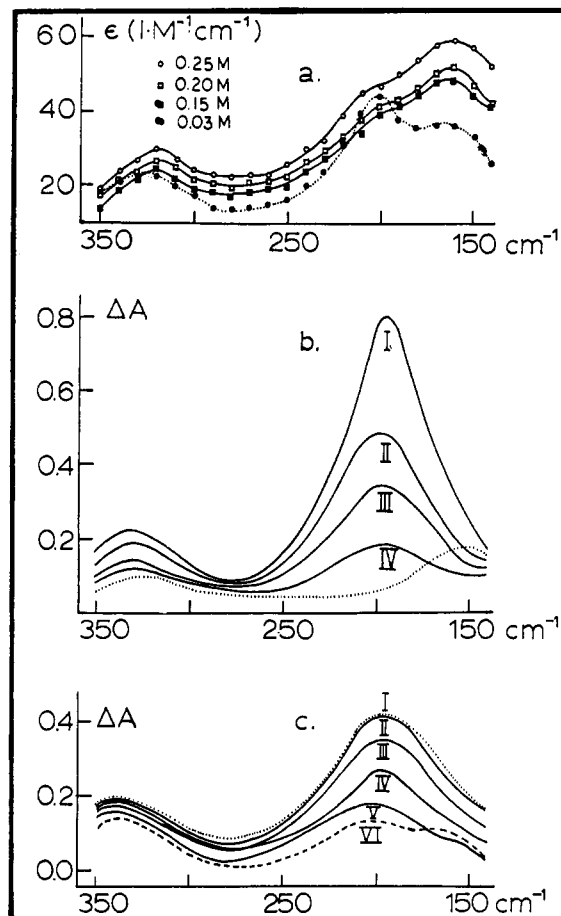 60
ϵ (l·M⁻¹cm⁻¹)
0.25 M
a.
0.20 M
40
0.15 M
0.03 M
20
350
250
150
cm⁻¹
ΔA
0.8
b.
I
0.6
II
0.4
III
0.2
IV
350
250
150
cm⁻¹
ΔA
c.
I
0.4
II
III
0.2
IV
V
VI
0.0
350
250
150
cm⁻¹